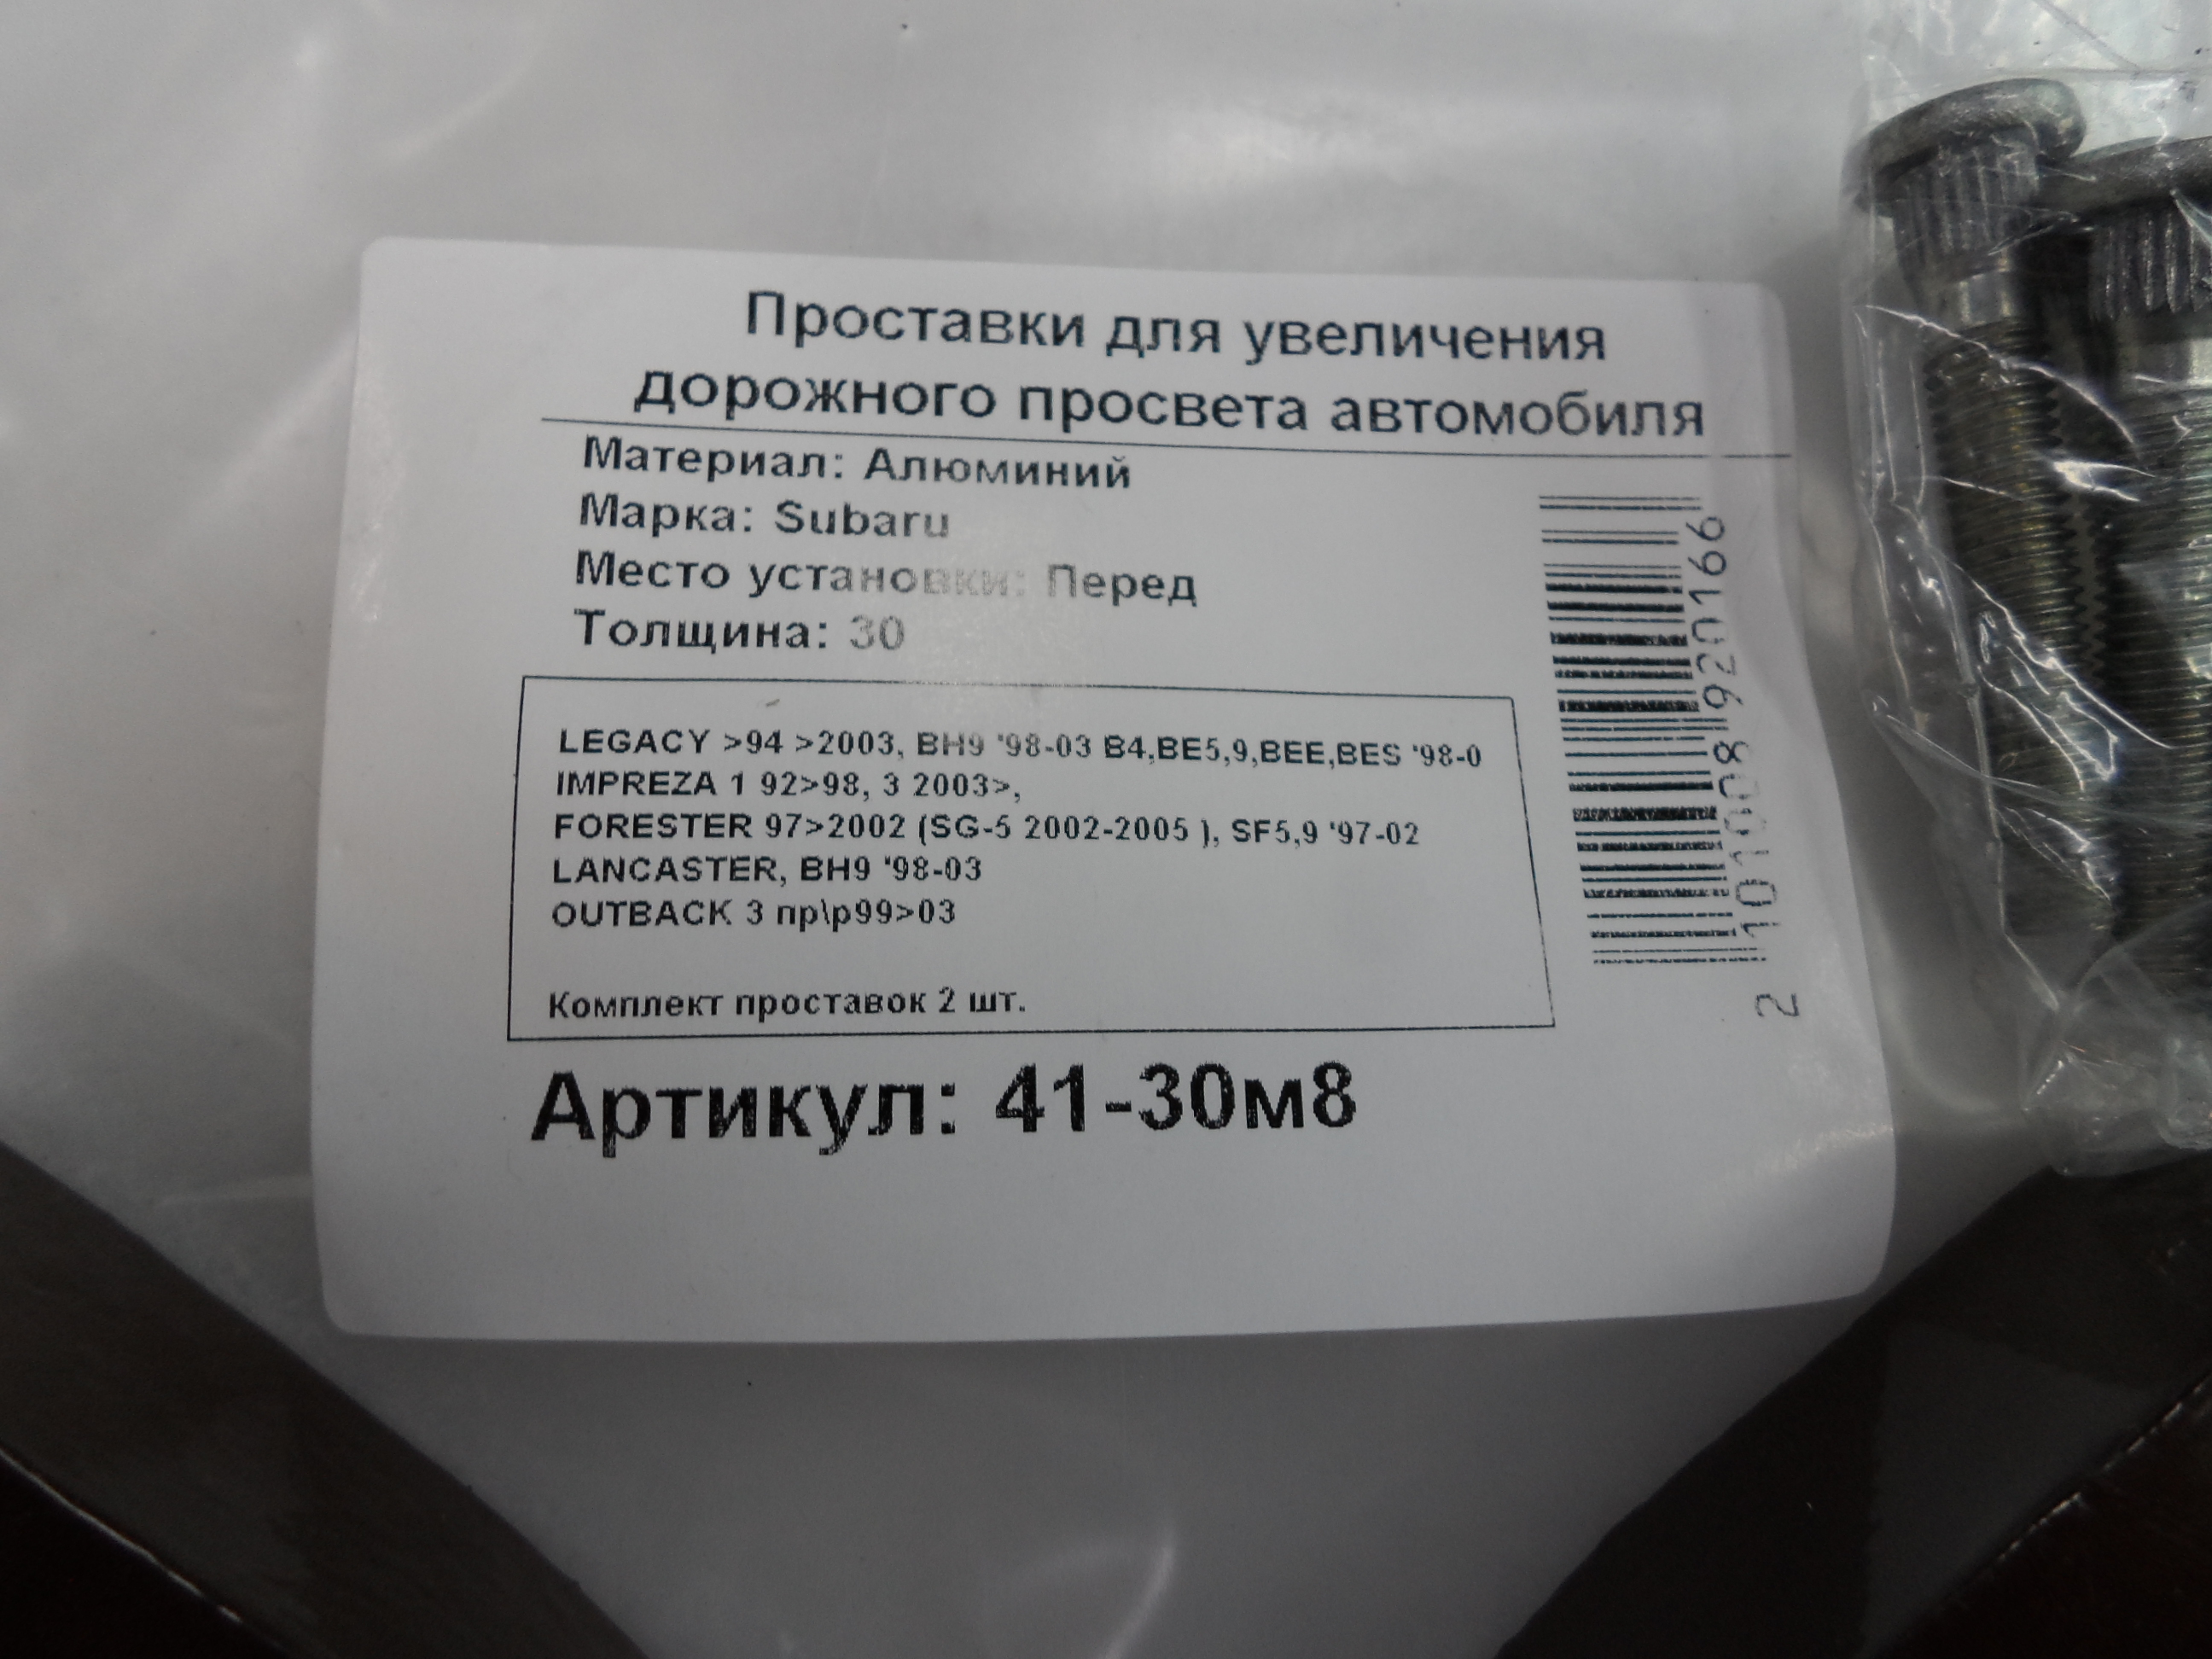 Проставки для увеличения
дорожного просвета автомобиля
Материал: Алюминий
Марка: Subaru
Место установки: Перед
Толщина: 30
LEGACY >94 >2003, BH9 '98-03 B4,BE5,9,BEE,BES '98-0
IMPREZA 1 92>98, 3 2003>,
FORESTER 97>2002 (SG-5 2002-2005 ), SF5,9 '97-02
LANCASTER, BH9 '98-03
OUTBACK 3 пр\р99>03
Комплект проставок 2 шт.
Артикул: 41-30м8
2 101008 920166